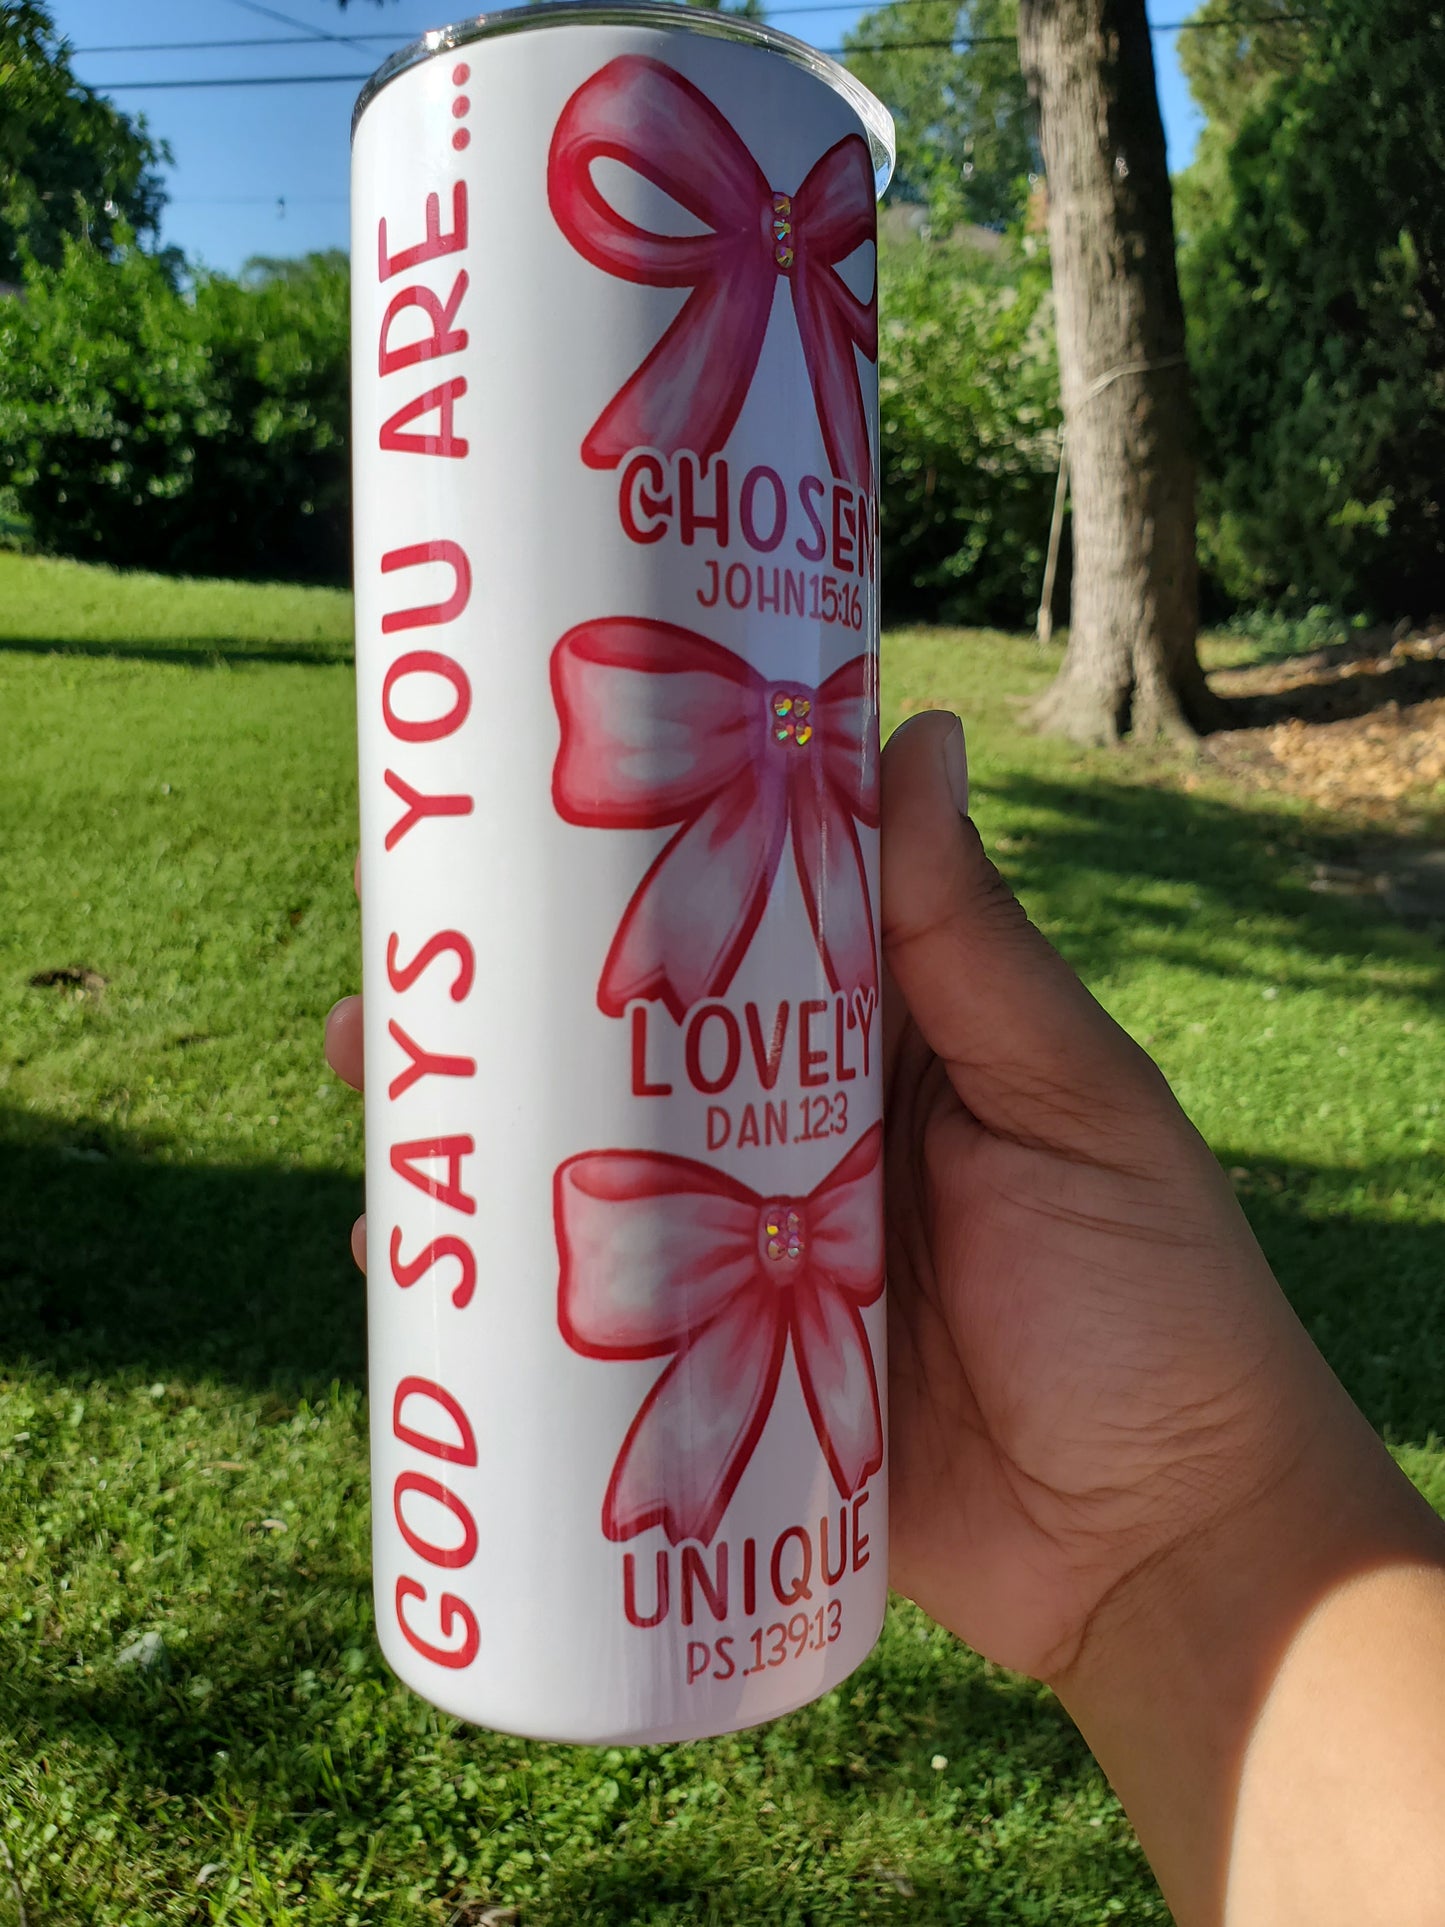 GOD SAYS YOU ARE...
CHOSEN
JOHN 15:16
LOVELY
DAN.12:3
UNIQUE
PS.139:13